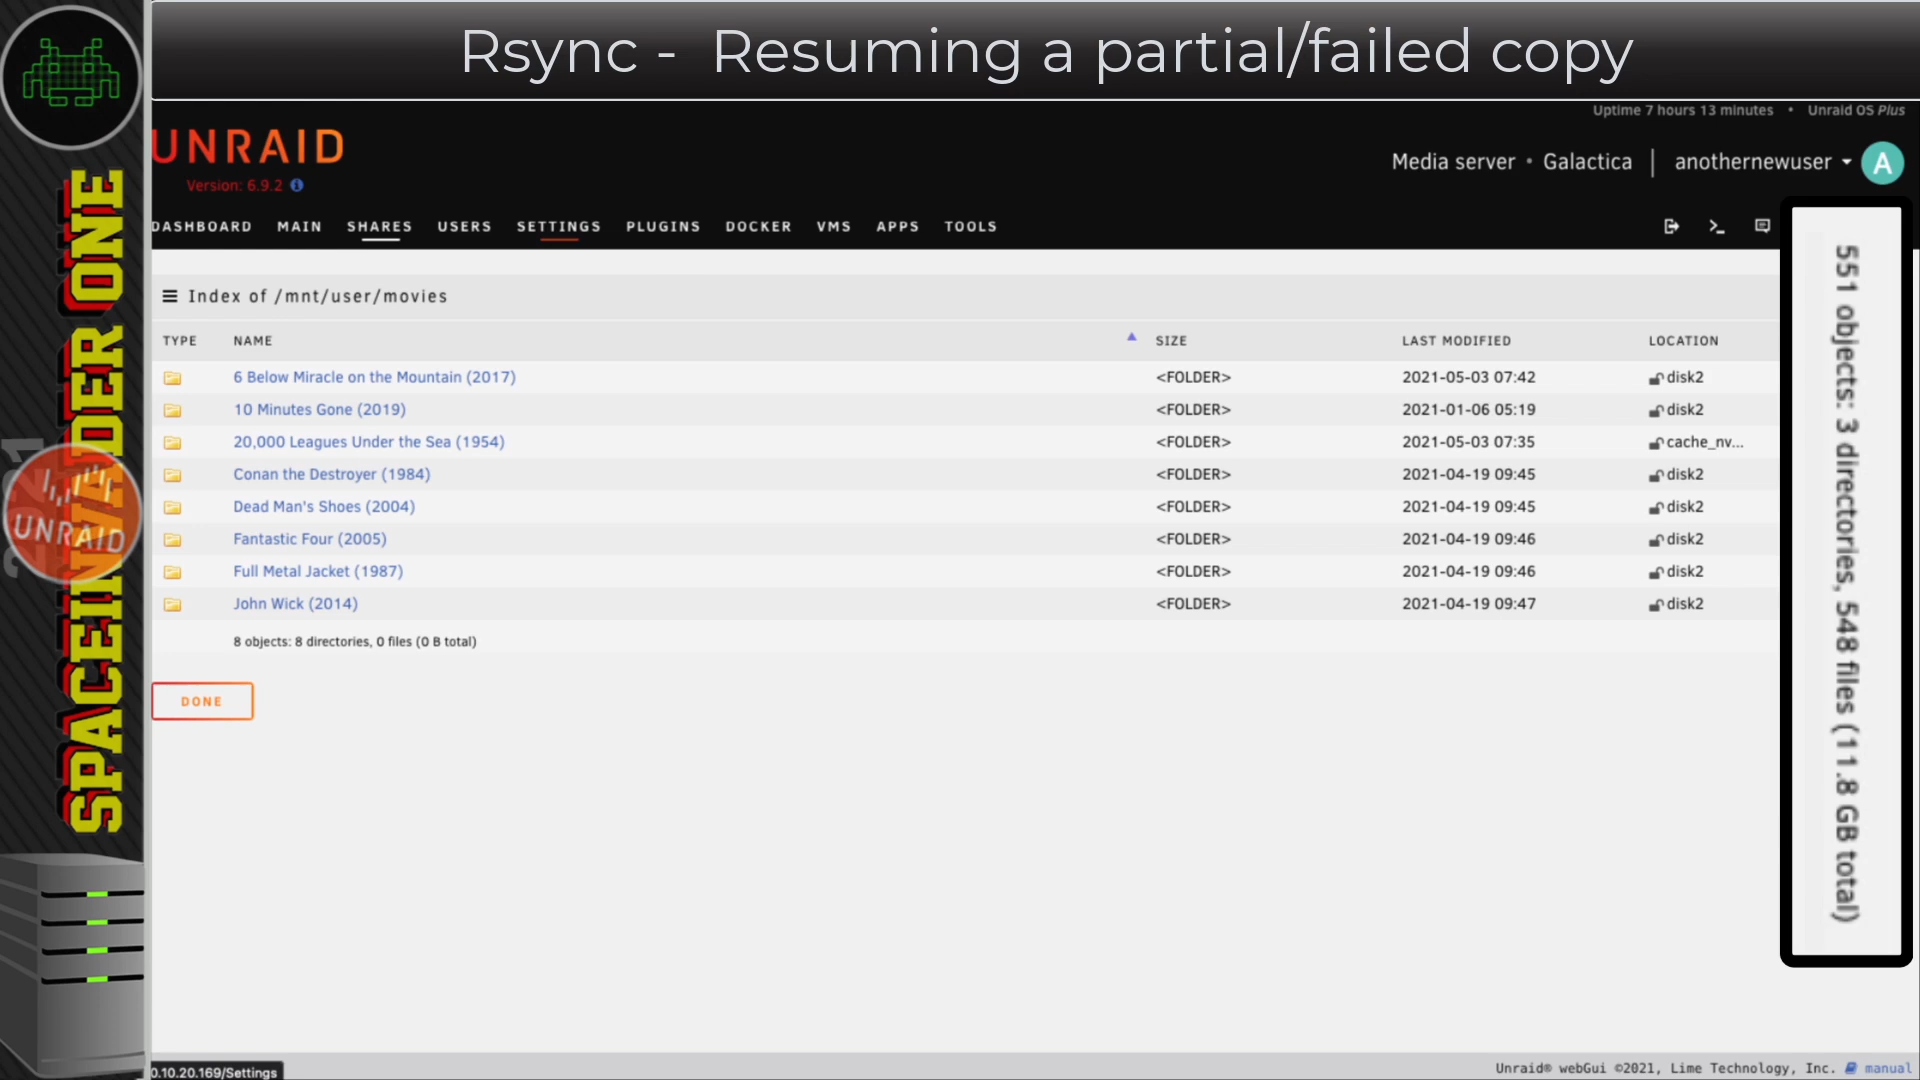 Rsync - Resuming a partial/failed copy
Uptime 7 hours 13 minutes • Unraid OS Plus
UNRAID
Version: 6.9.2
Media server • Galactica | anothernewuser
A
DASHBOARD MAIN SHARES USERS SETTINGS PLUGINS DOCKER VMS APPS TOOLS
Index of /mnt/user/movies
TYPE NAME SIZE LAST MODIFIED LOCATION
6 Below Miracle on the Mountain (2017) <FOLDER> 2021-05-03 07:42 disk2
10 Minutes Gone (2019) <FOLDER> 2021-01-06 05:19 disk2
20,000 Leagues Under the Sea (1954) <FOLDER> 2021-05-03 07:35 cache_nv...
Conan the Destroyer (1984) <FOLDER> 2021-04-19 09:45 disk2
Dead Man's Shoes (2004) <FOLDER> 2021-04-19 09:45 disk2
Fantastic Four (2005) <FOLDER> 2021-04-19 09:46 disk2
Full Metal Jacket (1987) <FOLDER> 2021-04-19 09:46 disk2
John Wick (2014) <FOLDER> 2021-04-19 09:47 disk2
8 objects: 8 directories, 0 files (0 B total)
DONE
551 objects: 3 directories, 548 files (11.8 GB total)
SPACEINVADER ONE
2021
UNRAID
0.10.20.169/Settings
Unraid® webGui ©2021, Lime Technology, Inc. manual